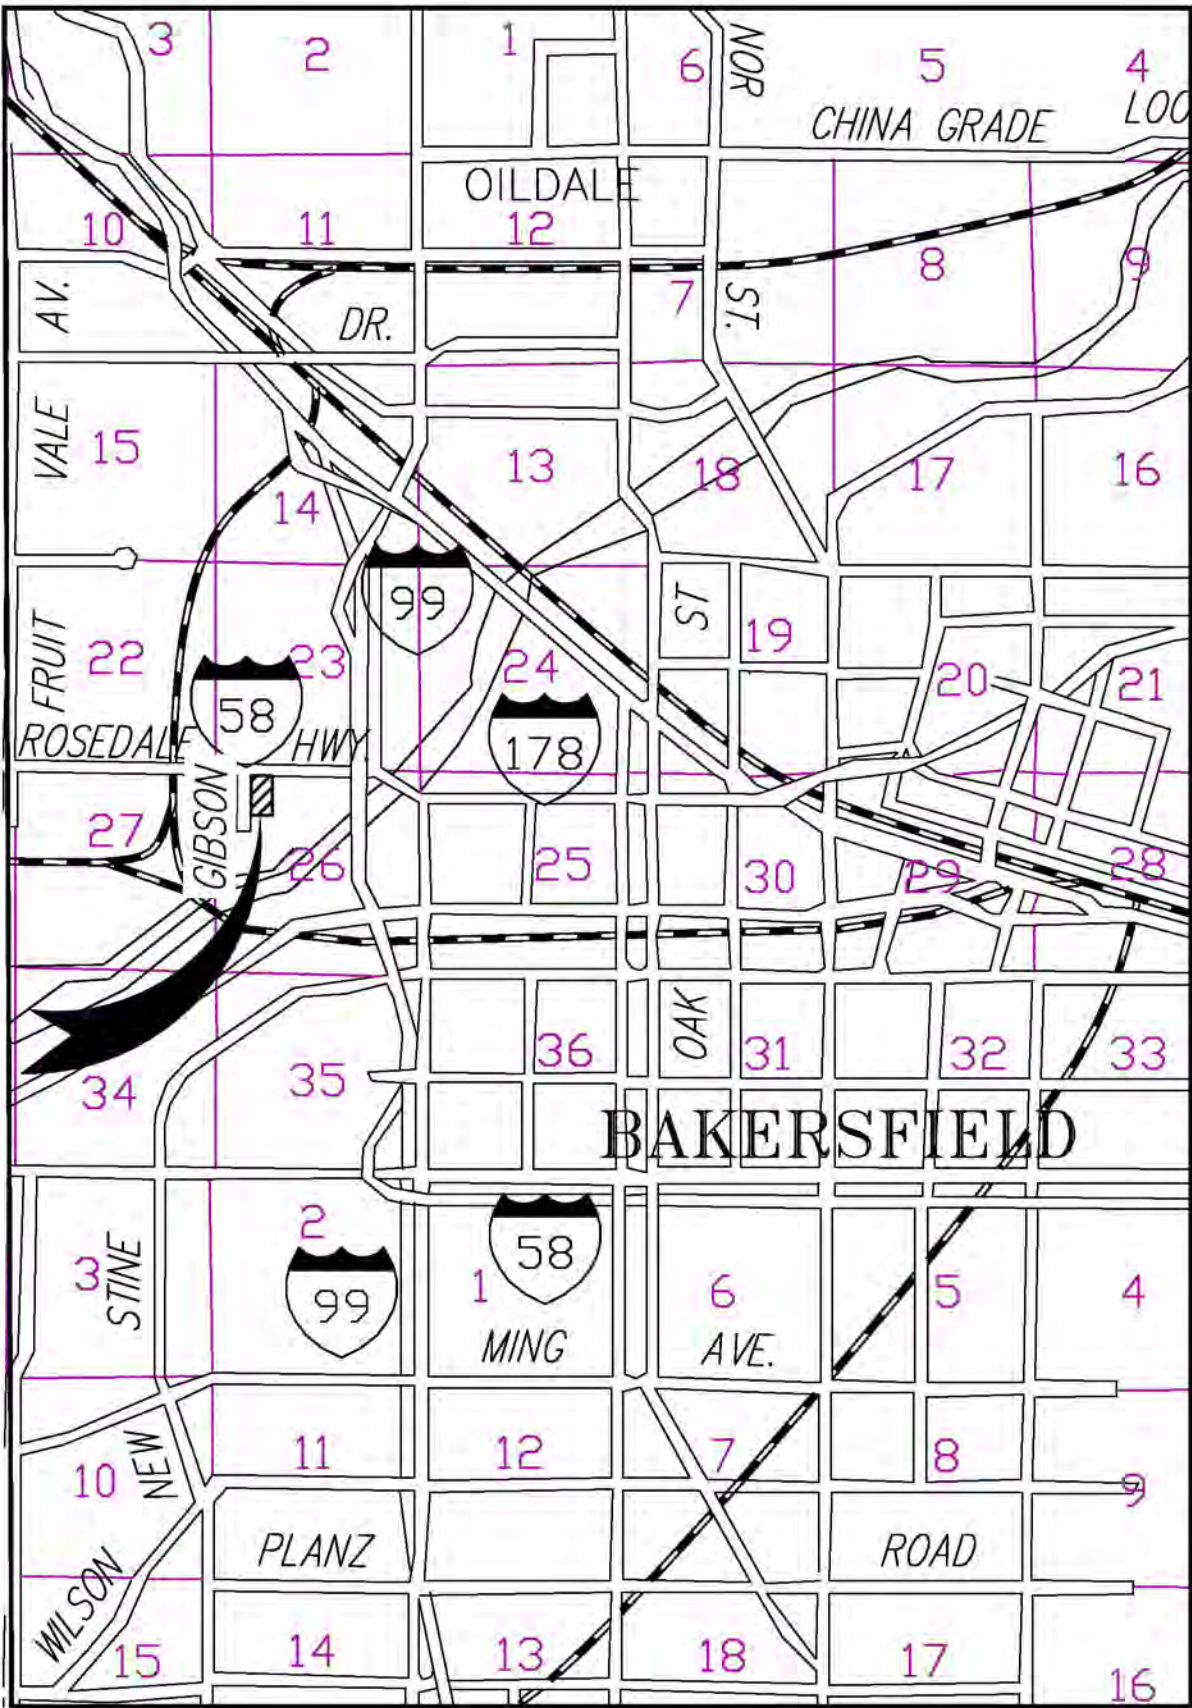 3 2 1 6 NOR 5 4
CHINA GRADE LOO
OILDALE
10 11 12 8 9
AV. DR. 7 ST.
VALE 15 13 18 17 16
14
99
FRUIT 22 23 24 ST. 19 20 21
58
178
ROSEDALE HWY
GIBSON
27 26 25 30 29 28
OAK
34 35 36 31 32 33
BAKERSFIELD
2
3 STINE 58
99 1 6 5 4
MING AVE.
NEW
10 11 12 7 8 9
PLANZ ROAD
WILSON
15 14 13 18 17 16